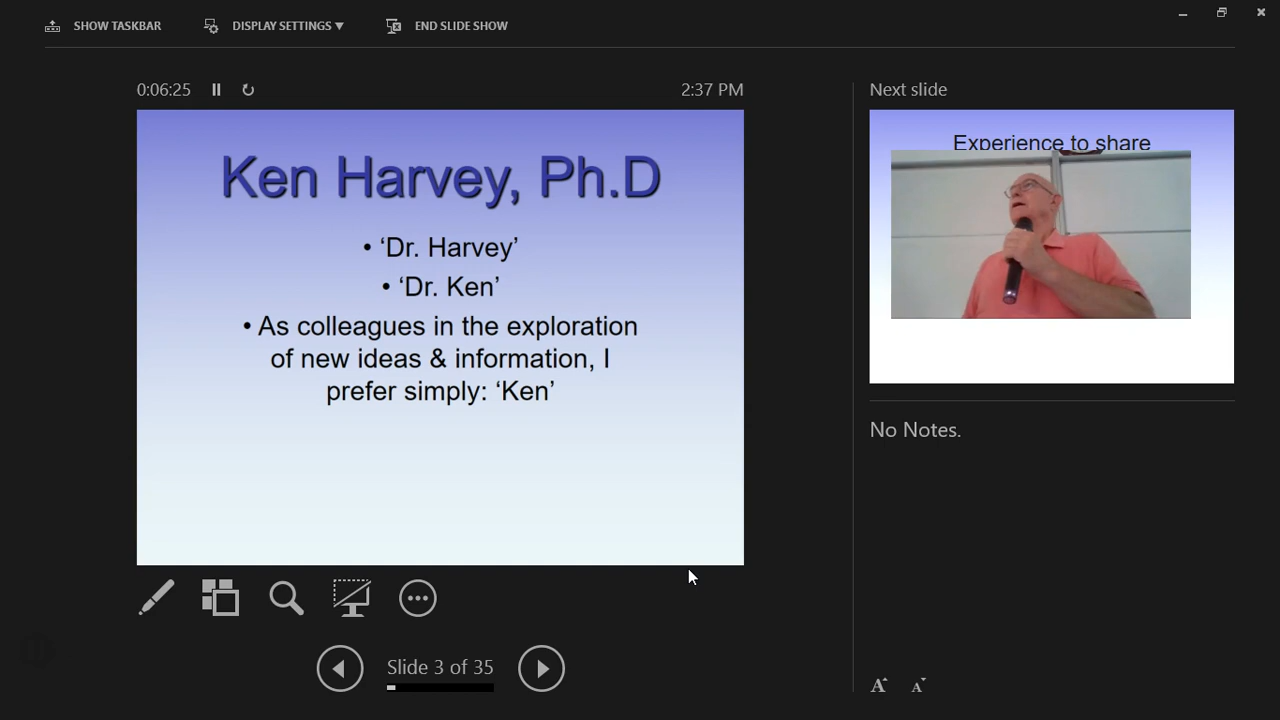 SHOW TASKBAR
DISPLAY SETTINGS ▼
END SLIDE SHOW
0:06:25
2:37 PM
Ken Harvey, Ph.D
• ‘Dr. Harvey’
• ‘Dr. Ken’
• As colleagues in the exploration
of new ideas & information, I
prefer simply: ‘Ken’
Slide 3 of 35
Next slide
Experience to share
No Notes.
A A